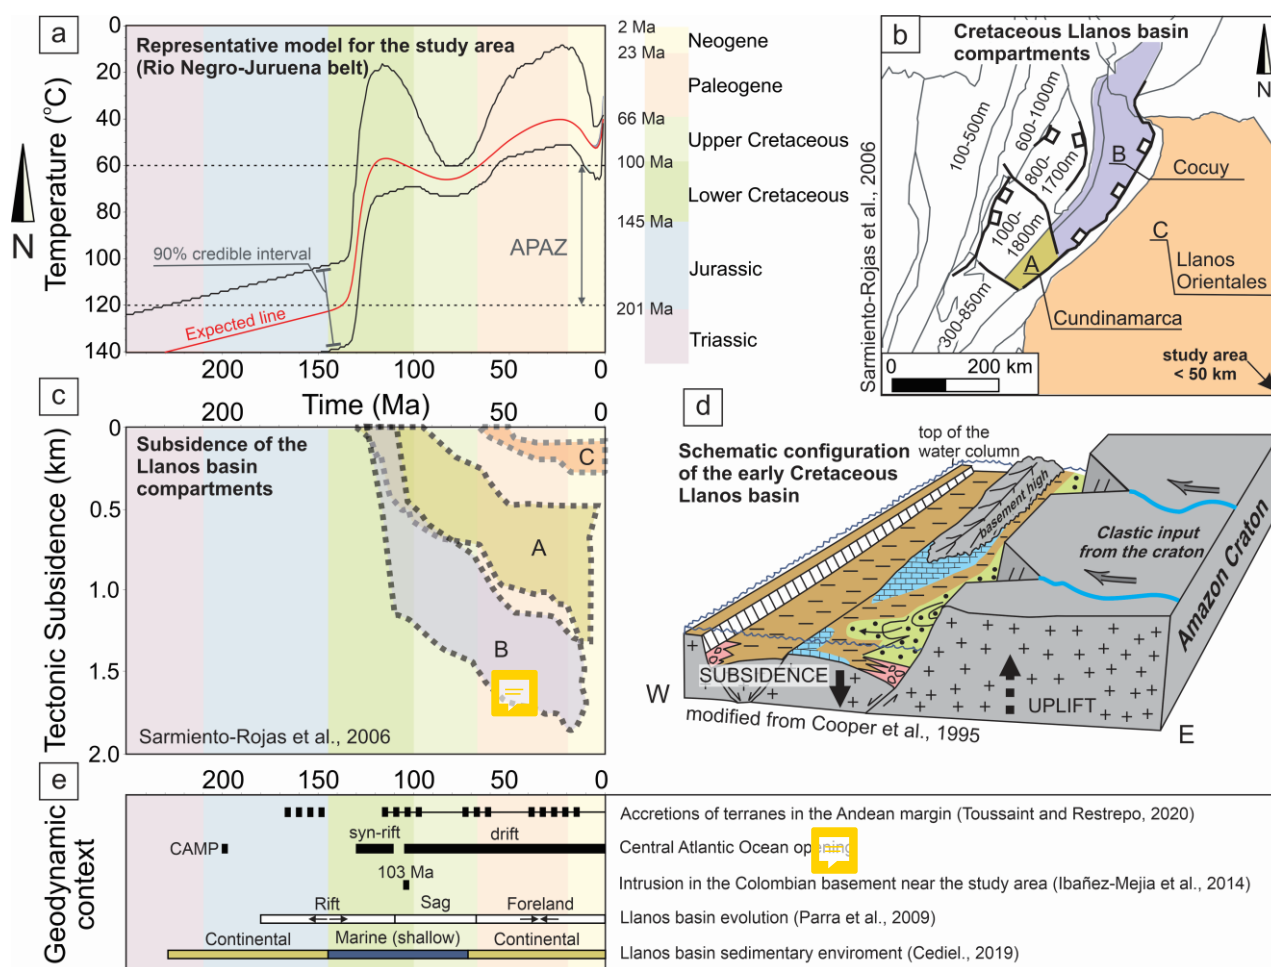 a
Representative model for the study area
(Rio Negro-Juruena belt)
0
20
40
60
80
100
120
140
Temperature (°C)
N
90% credible interval
Expected line
APAZ
200
150
100
50
0
Time (Ma)
2 Ma
Neogene
23 Ma
Paleogene
66 Ma
Upper Cretaceous
100 Ma
Lower Cretaceous
145 Ma
Jurassic
201 Ma
Triassic
b
Cretaceous Llanos basin
compartments
N
100-500m
600-1000m
800-
1700m
1000-
1800m
300-850m
B
Cocuy
C
Llanos
Orientales
A
Cundinamarca
0
200 km
study area
< 50 km
Sarmiento-Rojas et al., 2006
c
200
50
0
Subsidence of the
Llanos basin
compartments
0
0.5
1.0
1.5
2.0
Tectonic Subsidence (km)
C
A
B
Sarmiento-Rojas et al., 2006
d
Schematic configuration
of the early Cretaceous
Llanos basin
top of the
water column
basement high
Clastic input
from the craton
Amazon Craton
SUBSIDENCE
UPLIFT
W
E
modified from Cooper et al., 1995
e
200
150
100
50
0
Geodynamic
context
Accretions of terranes in the Andean margin (Toussaint and Restrepo, 2020)
syn-rift
drift
CAMP
Central Atlantic Ocean opening
103 Ma
Intrusion in the Colombian basement near the study area (Ibañez-Mejia et al., 2014)
Rift
Sag
Foreland
Llanos basin evolution (Parra et al., 2009)
Continental
Marine (shallow)
Continental
Llanos basin sedimentary enviroment (Cediel., 2019)